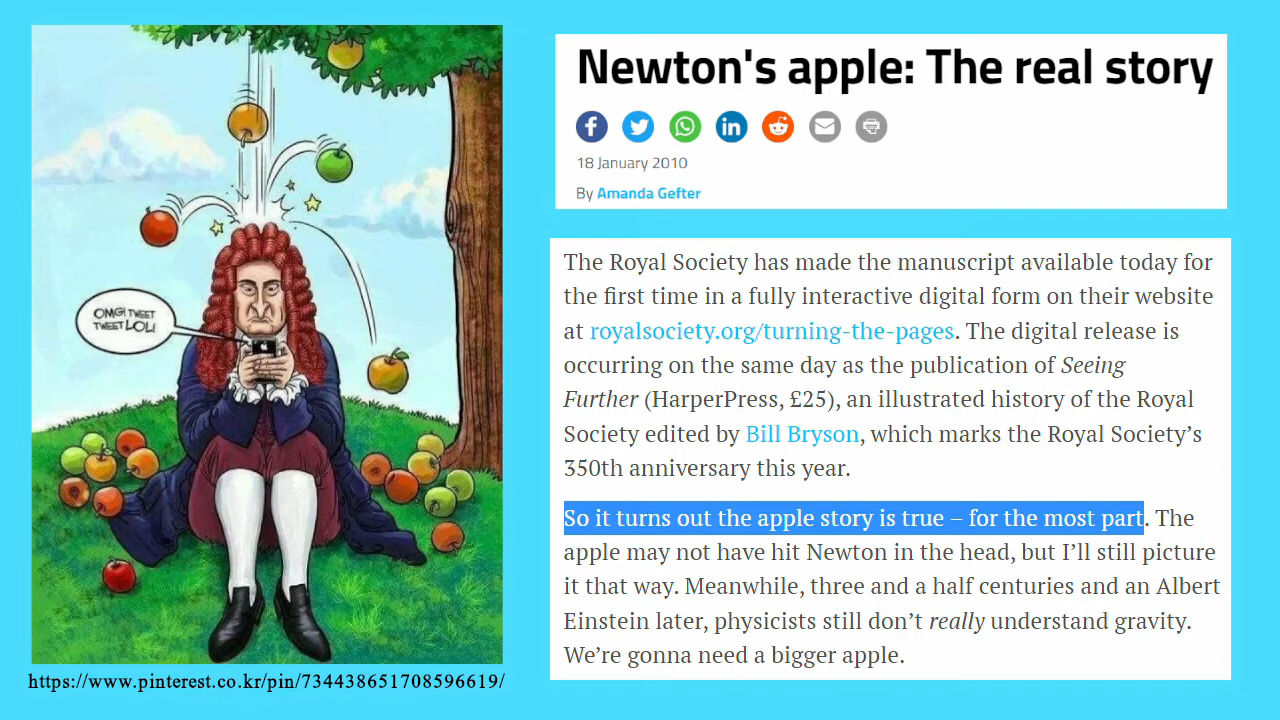 OMG! TWEET
TWEET LOL!
https://www.pinterest.co.kr/pin/734438651708596619/
Newton's apple: The real story
18 January 2010
By Amanda Gefter
The Royal Society has made the manuscript available today for
the first time in a fully interactive digital form on their website
at royalsociety.org/turning-the-pages. The digital release is
occurring on the same day as the publication of Seeing
Further (HarperPress, £25), an illustrated history of the Royal
Society edited by Bill Bryson, which marks the Royal Society’s
350th anniversary this year.
So it turns out the apple story is true – for the most part. The
apple may not have hit Newton in the head, but I’ll still picture
it that way. Meanwhile, three and a half centuries and an Albert
Einstein later, physicists still don’t really understand gravity.
We’re gonna need a bigger apple.